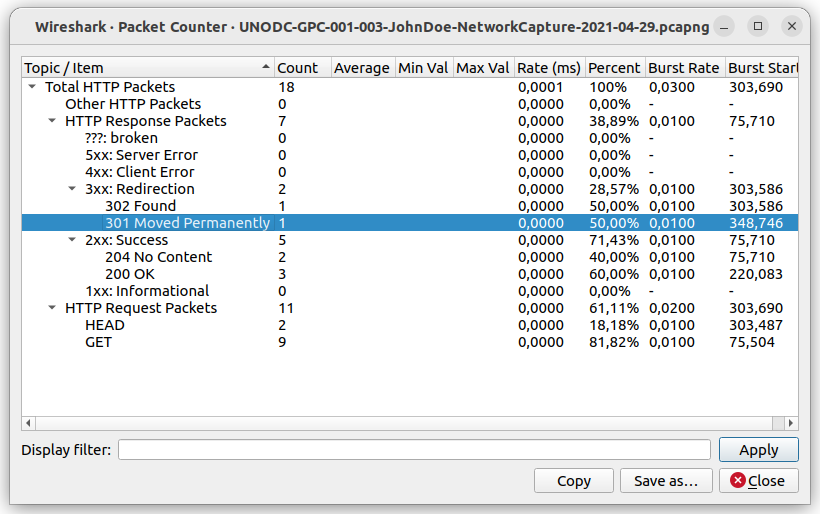 Wireshark · Packet Counter · UNODC-GPC-001-003-JohnDoe-NetworkCapture-2021-04-29.pcapng
Topic / Item Count Average Min Val Max Val Rate (ms) Percent Burst Rate Burst Start
Total HTTP Packets 18 0,0001 100% 0,0300 303,690
Other HTTP Packets 0 0,0000 0,00% - -
HTTP Response Packets 7 0,0000 38,89% 0,0100 75,710
???: broken 0 0,0000 0,00% - -
5xx: Server Error 0 0,0000 0,00% - -
4xx: Client Error 0 0,0000 0,00% - -
3xx: Redirection 2 0,0000 28,57% 0,0100 303,586
302 Found 1 0,0000 50,00% 0,0100 303,586
301 Moved Permanently 1 0,0000 50,00% 0,0100 348,746
2xx: Success 5 0,0000 71,43% 0,0100 75,710
204 No Content 2 0,0000 40,00% 0,0100 75,710
200 OK 3 0,0000 60,00% 0,0100 220,083
1xx: Informational 0 0,0000 0,00% - -
HTTP Request Packets 11 0,0000 61,11% 0,0200 303,690
HEAD 2 0,0000 18,18% 0,0100 303,487
GET 9 0,0000 81,82% 0,0100 75,504
Display filter: Apply
Copy Save as… Close